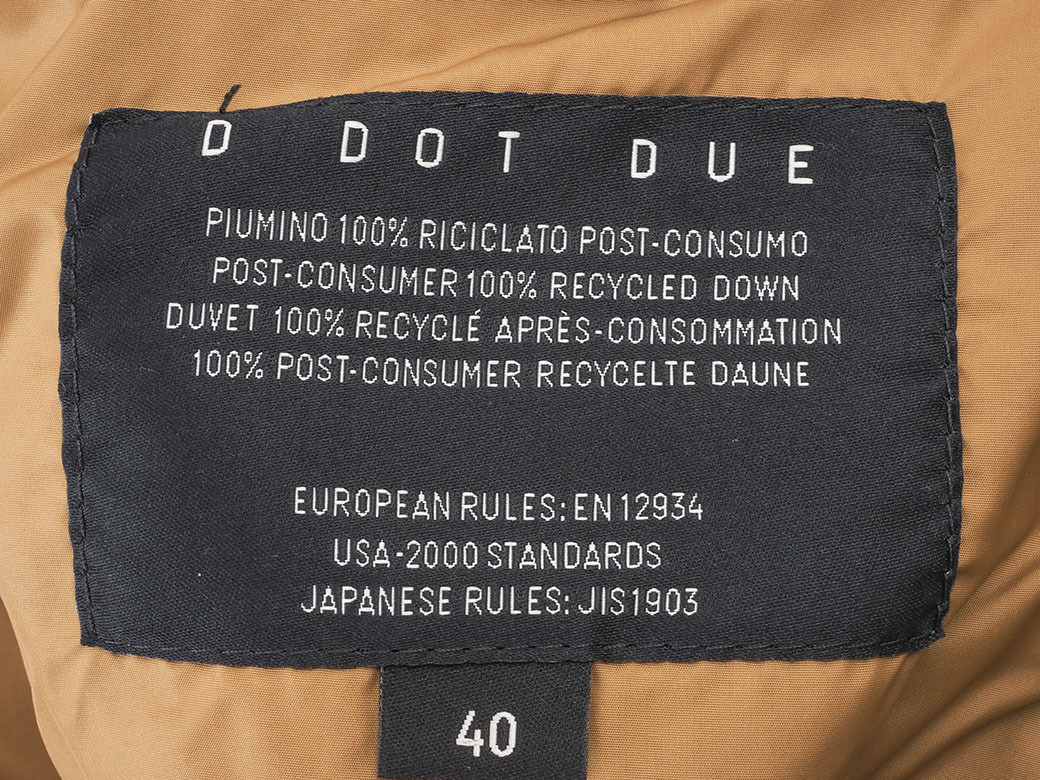 D DOT DUE
PIUMINO 100% RICICLATO POST-CONSUMO
POST-CONSUMER 100% RECYCLED DOWN
DUVET 100% RECYCLÉ APRÈS-CONSOMMATION
100% POST-CONSUMER RECYCELTE DAUNE
EUROPEAN RULES: EN 12934
USA-2000 STANDARDS
JAPANESE RULES: JIS1903
40